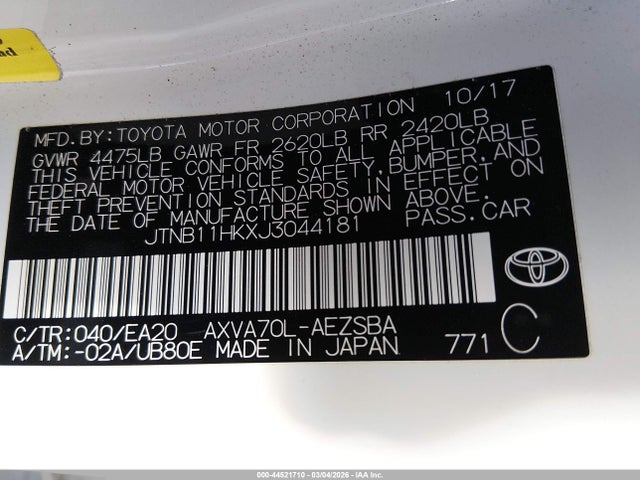 ad
MFD.BY:TOYOTA MOTOR CORPORATION 10/17
GVWR 4475LB GAWR FR 2620LB RR 2420LB
THIS VEHICLE CONFORMS TO ALL APPLICABLE
FEDERAL MOTOR VEHICLE SAFETY,BUMPER,AND
THEFT PREVENTION STANDARDS IN EFFECT ON
THE DATE OF MANUFACTURE SHOWN ABOVE.
JTNB11HKXJ3044181 PASS.CAR
C/TR:040/EA20 AXVA70L-AEZSBA
A/TM:-02A/UB80E MADE IN JAPAN 771 C
000-44521710 - 03/04/2026 - Copyright IAA, Inc.